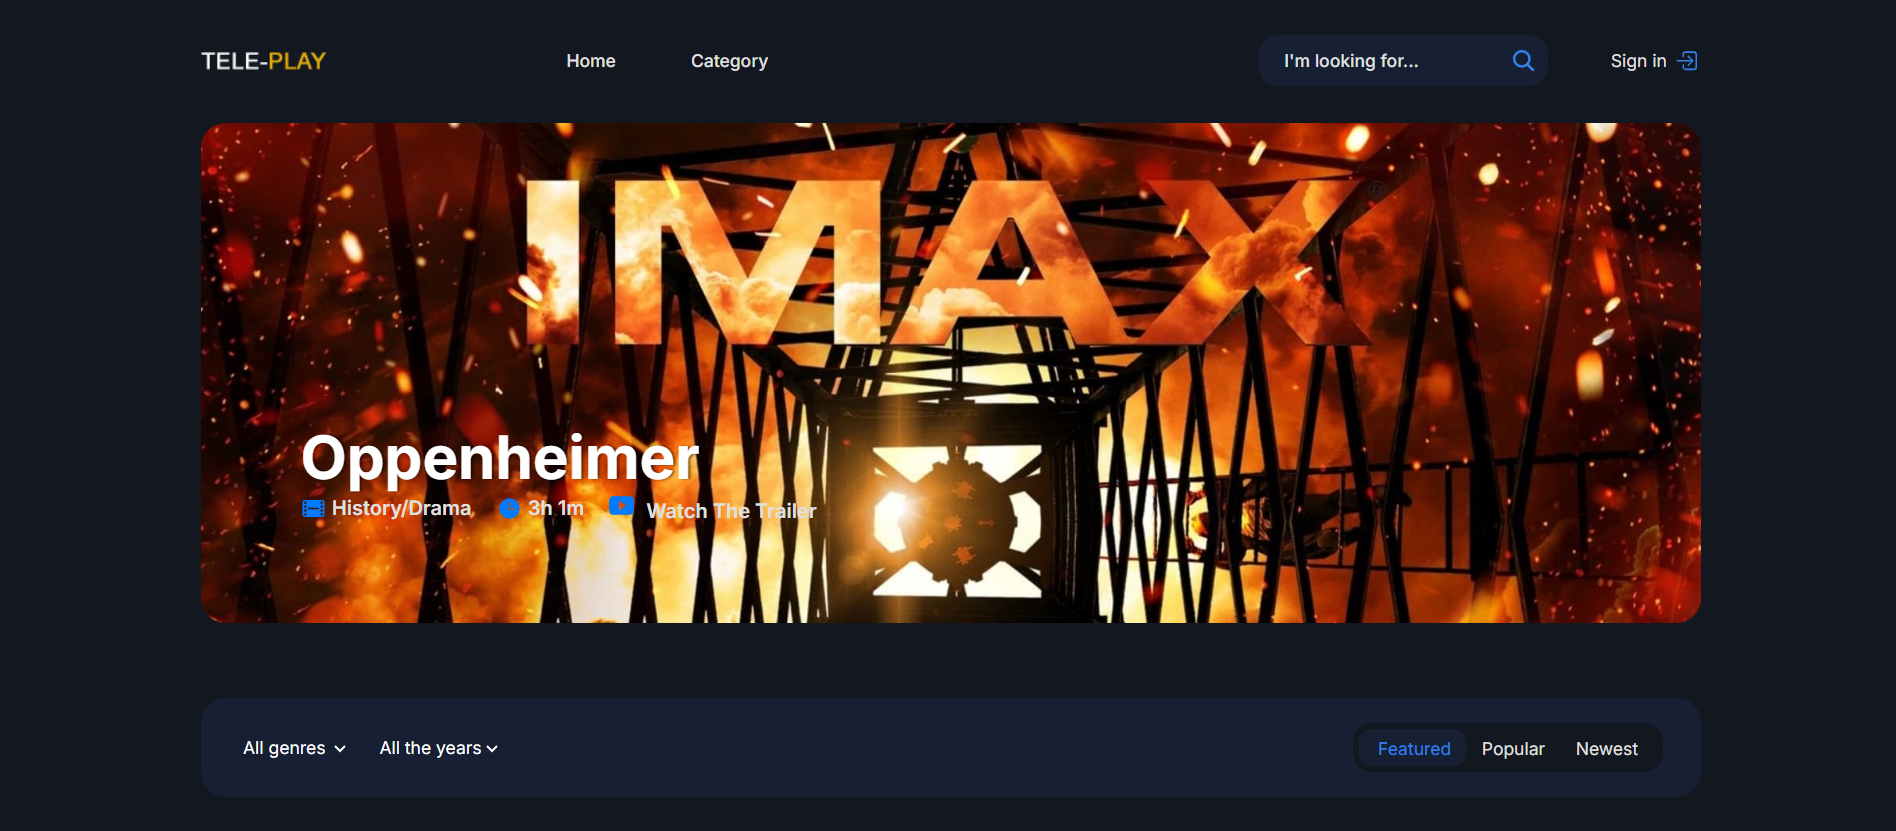 TELE-PLAY
Home
Category
I'm looking for...
Sign in
IMAX®
Oppenheimer
History/Drama
3h 1m
Watch The Trailer
All genres
All the years
Featured
Popular
Newest